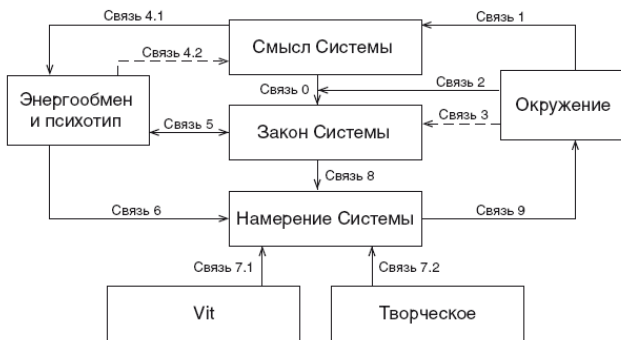 Связь 4.1
Связь 1
Смысл Системы
Связь 4.2
Связь 2
Связь 0
Энергообмен
и психотип
Окружение
Связь 5
Закон Системы
Связь 3
Связь 8
Связь 6
Намерение Системы
Связь 9
Связь 7.1
Связь 7.2
Vit
Творческое